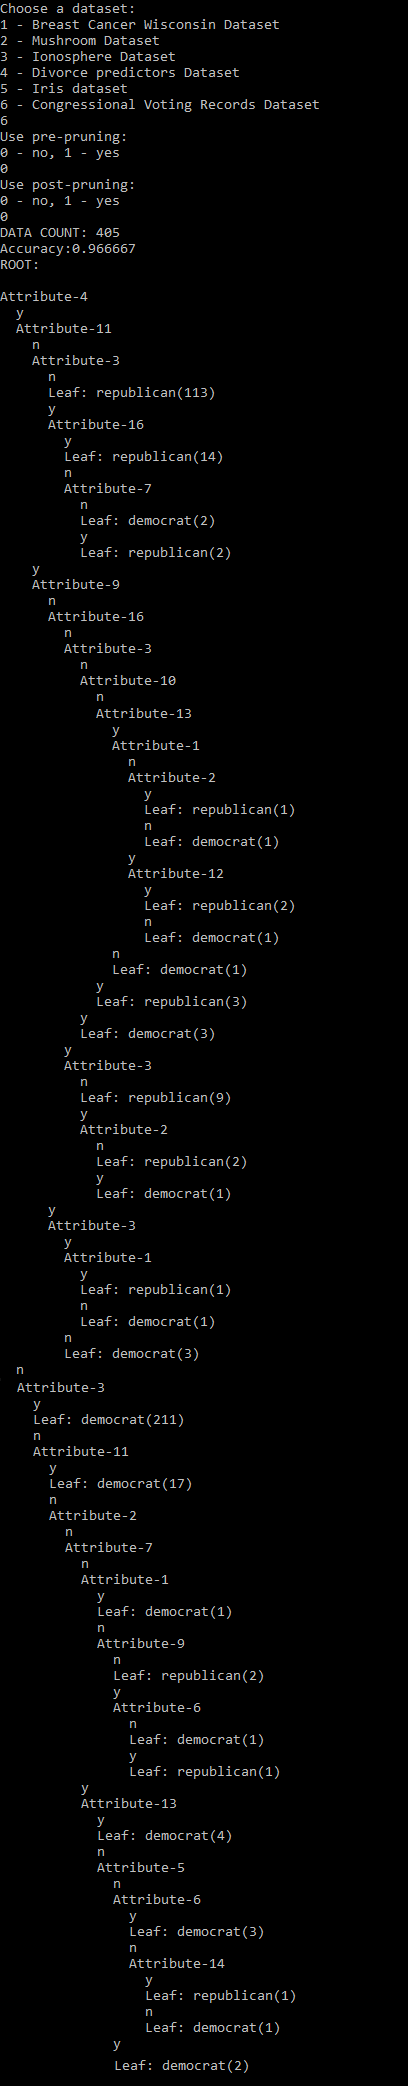 Choose a dataset:
1 - Breast Cancer Wisconsin Dataset
2 - Mushroom Dataset
3 - Ionosphere Dataset
4 - Divorce predictors Dataset
5 - Iris dataset
6 - Congressional Voting Records Dataset
6
Use pre-pruning:
0 - no, 1 - yes
0
Use post-pruning:
0 - no, 1 - yes
0
DATA COUNT: 405
Accuracy:0.966667
ROOT:

Attribute-4
  y
  Attribute-11
    n
    Attribute-3
      n
      Leaf: republican(113)
      y
      Attribute-16
        y
        Leaf: republican(14)
        n
        Attribute-7
          n
          Leaf: democrat(2)
          y
          Leaf: republican(2)
    y
    Attribute-9
      n
      Attribute-16
        n
        Attribute-3
          n
          Attribute-10
            n
            Attribute-13
              y
              Attribute-1
                n
                Attribute-2
                  y
                  Leaf: republican(1)
                  n
                  Leaf: democrat(1)
                y
                Attribute-12
                  y
                  Leaf: republican(2)
                  n
                  Leaf: democrat(1)
              n
              Leaf: democrat(1)
            y
            Leaf: republican(3)
          y
          Leaf: democrat(3)
        y
        Attribute-3
          n
          Leaf: republican(9)
          y
          Attribute-2
            n
            Leaf: republican(2)
            y
            Leaf: democrat(1)
      y
      Attribute-3
        y
        Attribute-1
          y
          Leaf: republican(1)
          n
          Leaf: democrat(1)
        n
        Leaf: democrat(3)
  n
  Attribute-3
    y
    Leaf: democrat(211)
    n
    Attribute-11
      y
      Leaf: democrat(17)
      n
      Attribute-2
        n
        Attribute-7
          n
          Attribute-1
            y
            Leaf: democrat(1)
            n
            Attribute-9
              n
              Leaf: republican(2)
              y
              Attribute-6
                n
                Leaf: democrat(1)
                y
                Leaf: republican(1)
          y
          Attribute-13
            y
            Leaf: democrat(4)
            n
            Attribute-5
              n
              Attribute-6
                y
                Leaf: democrat(3)
                n
                Attribute-14
                  y
                  Leaf: republican(1)
                  n
                  Leaf: democrat(1)
              y
              Leaf: democrat(2)